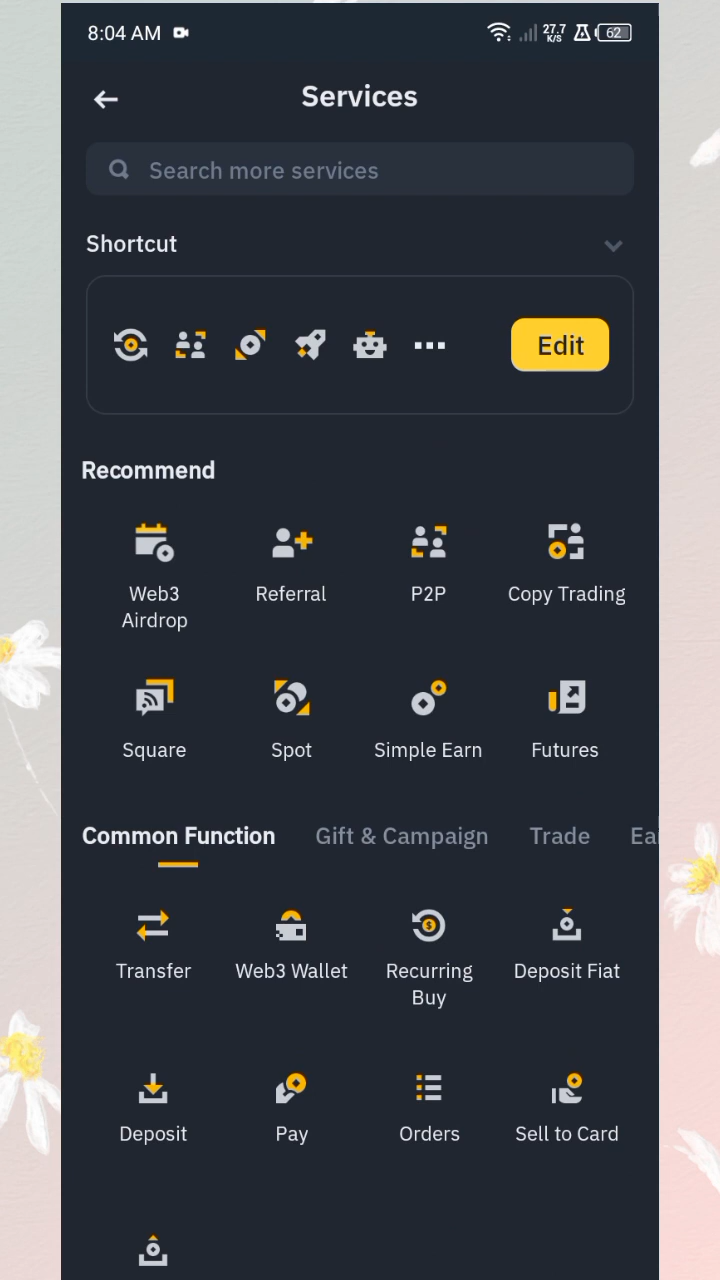 8:04 AM
27.7
K/S
62
Services
Search more services
Shortcut
Edit
Recommend
Web3
Airdrop
Referral
P2P
Copy Trading
Square
Spot
Simple Earn
Futures
Common Function
Gift & Campaign
Trade
Ea
Transfer
Web3 Wallet
Recurring
Buy
Deposit Fiat
Deposit
Pay
Orders
Sell to Card